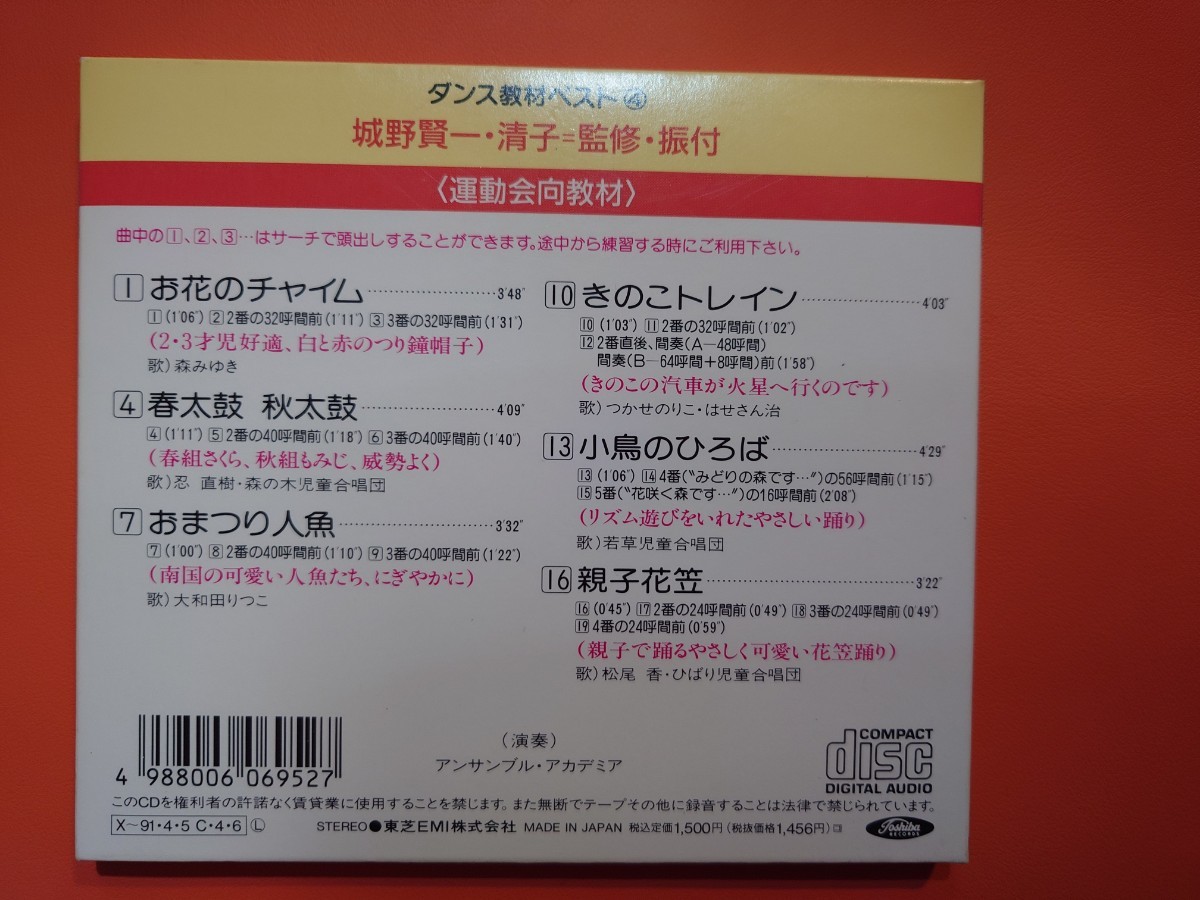 ダンス教材ベスト④
城野賢一・清子=監修・振付
〈運動会向教材〉
曲中の①、②、③…はサーチで頭出しすることができます。途中から練習する時にご利用下さい。
1 お花のチャイム……………3'48"
1 (1'06") 2 2番の32呼間前(1'11") 3 3番の32呼間前(1'31")
(2・3才児好適、白と赤のつり鐘帽子)
歌)森みゆき
4 春太鼓 秋太鼓……………4'09"
4 (1'11") 5 2番の40呼間前(1'18") 6 3番の40呼間前(1'40")
(春組さくら、秋組もみじ、威勢よく)
歌)忍 直樹・森の木児童合唱団
7 おまつり人魚……………3'32"
7 (1'00") 8 2番の40呼間前(1'10") 9 3番の40呼間前(1'22")
(南国の可愛い人魚たち、にぎやかに)
歌)大和田りつこ
10 きのこトレイン……………4'03"
10 (1'03") 11 2番の32呼間前(1'02")
12 2番直後、間奏(A—48呼間)
間奏(B—64呼間+8呼間)前(1'58")
(きのこの汽車が火星へ行くのです)
歌)つかせのりこ・はせさん治
13 小鳥のひろば……………4'29"
13 (1'06") 14 4番(“みどりの森です…”)の56呼間前(1'15")
15 5番(“花咲く森です…”)の16呼間前(2'08")
(リズム遊びをいれたやさしい踊り)
歌)若草児童合唱団
16 親子花笠……………3'22"
16 (0'45") 17 2番の24呼間前(0'49") 18 3番の24呼間前(0'49")
19 4番の24呼間前(0'59")
(親子で踊るやさしく可愛い花笠踊り)
歌)松尾 香・ひばり児童合唱団
4 988006 069527
(演奏)
アンサンブル・アカデミア
COMPACT
disc
DIGITAL AUDIO
このCDを権利者の許諾なく賃貸業に使用することを禁じます。また無断でテープその他に録音することは法律で禁じられています。
X〜91・4・5 C・4・6 Ⓛ STEREO●東芝EMI株式会社 MADE IN JAPAN 税込定価1,500円(税抜価格1,456円)
Toshiba
RECORDS